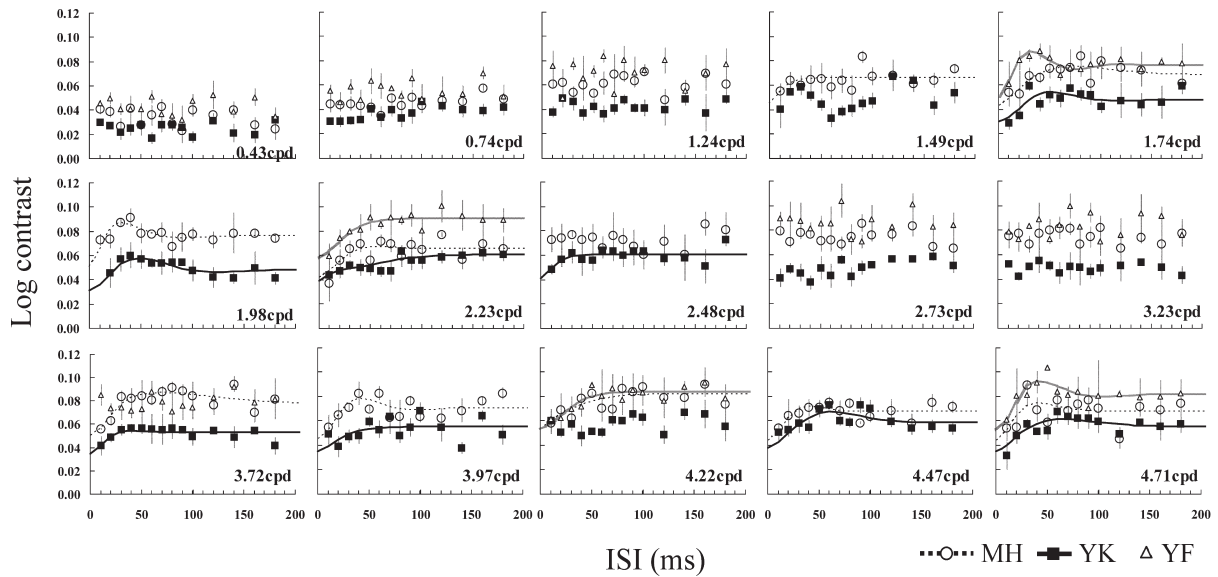 Log contrast
0.12
0.10
0.08
0.06
0.04
0.02
0.00
0.43cpd
0.74cpd
1.24cpd
1.49cpd
1.74cpd
0.12
0.10
0.08
0.06
0.04
0.02
0.00
1.98cpd
2.23cpd
2.48cpd
2.73cpd
3.23cpd
0.12
0.10
0.08
0.06
0.04
0.02
0.00
3.72cpd
3.97cpd
4.22cpd
4.47cpd
4.71cpd
0 50 100 150 200 0 50 100 150 200 0 50 100 150 200 0 50 100 150 200 0 50 100 150 200
ISI (ms)
MH YK YF